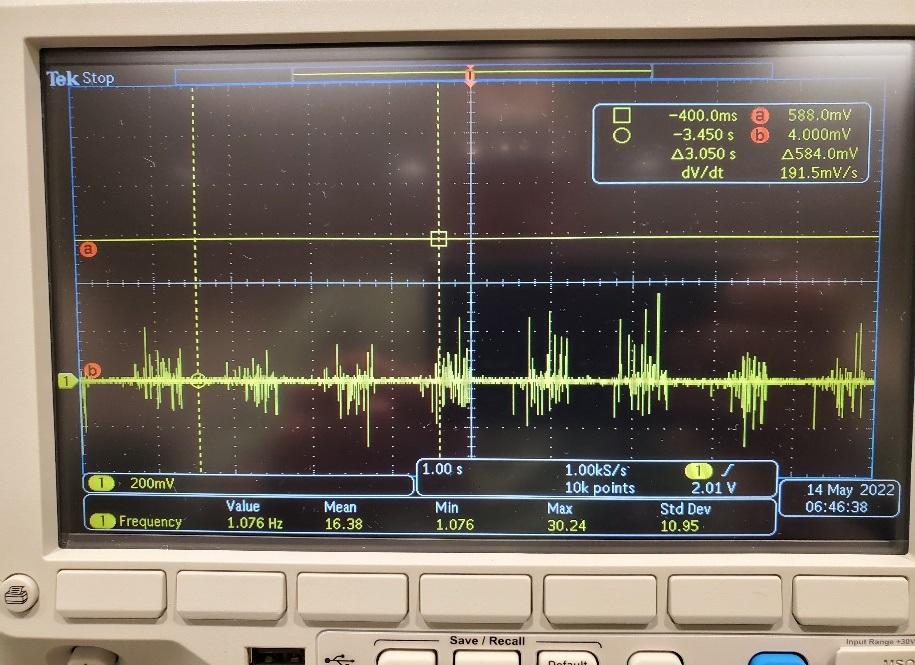 Tek Stop
T
-400.0ms a 588.0mV
-3.450 s b 4.000mV
Δ3.050 s Δ584.0mV
dV/dt 191.5mV/s
a
b
1
1 200mV
1.00 s 1.00kS/s 1
10k points 2.01 V
Value Mean Min Max Std Dev
1 Frequency 1.076 Hz 16.38 1.076 30.24 10.95
14 May 2022
06:46:38
Save / Recall
Default
Input Range +30V